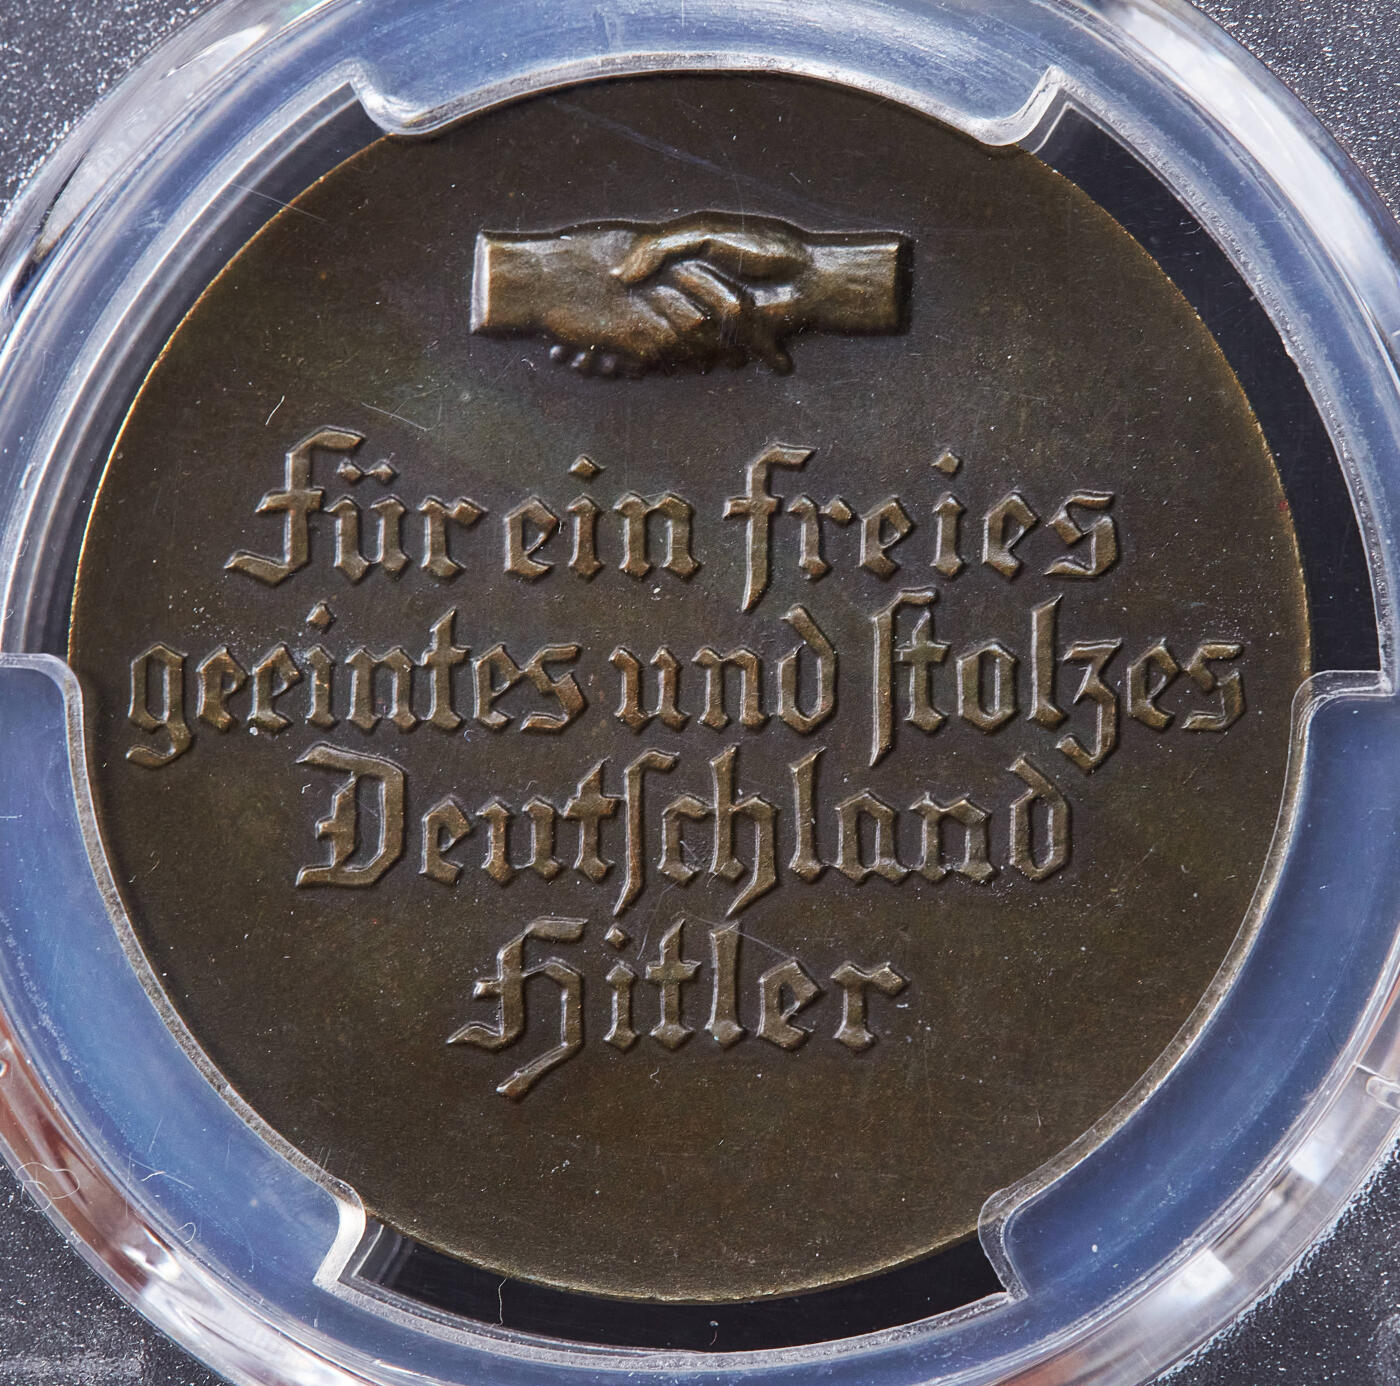 für ein freies
geeintes und stolzes
Deutschland
Hitler